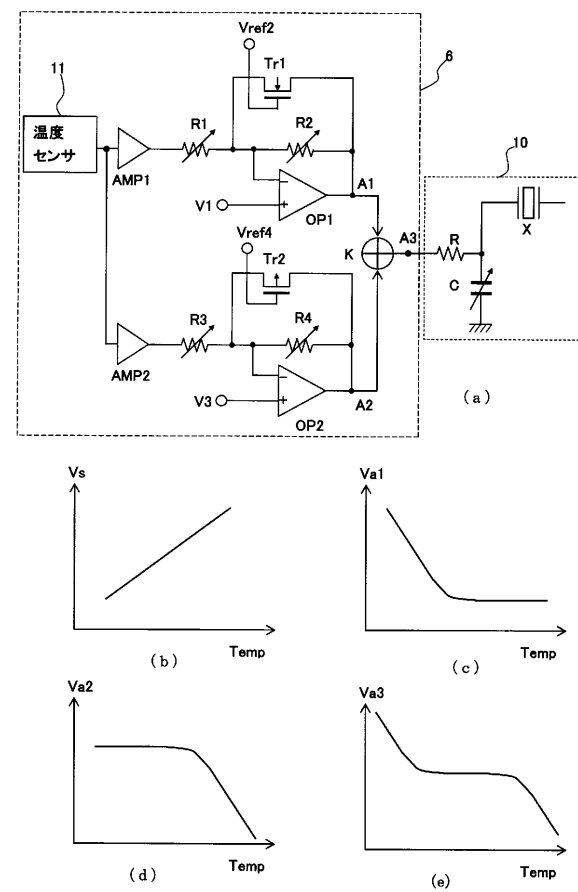 Vref2
6
11
Tr1
温度
センサ
R1
R2
10
AMP1
A1
V1
OP1
X
Vref4
K
A3
R
Tr2
C
R3
R4
AMP2
V3
A2
(a)
OP2
Vs
Va1
Temp
Temp
(b)
(c)
Va2
Va3
Temp
Temp
(d)
(e)